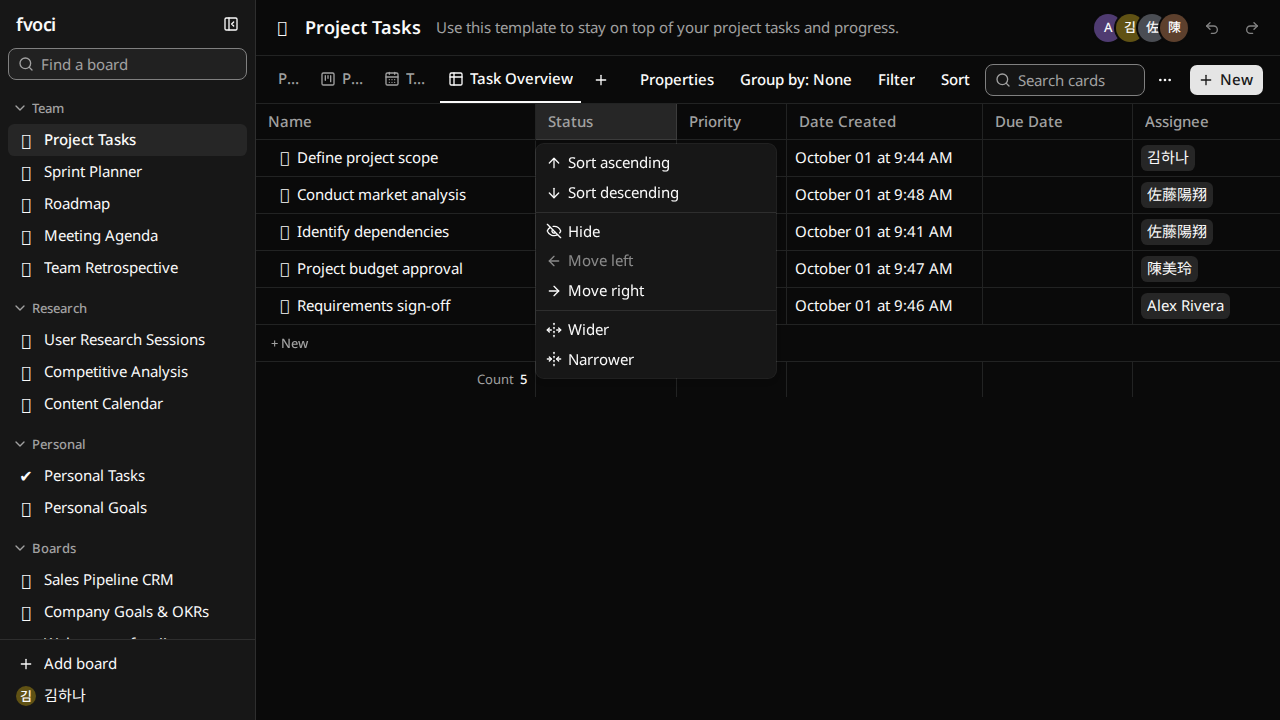 fvoci
Find a board
Team
Project Tasks
Sprint Planner
Roadmap
Meeting Agenda
Team Retrospective
Research
User Research Sessions
Competitive Analysis
Content Calendar
Personal
✔ Personal Tasks
Personal Goals
Boards
Sales Pipeline CRM
Company Goals & OKRs
+ Add board
김 김하나
Project Tasks Use this template to stay on top of your project tasks and progress. A 김 佐 陳
P... P... T... Task Overview + Properties Group by: None Filter Sort Search cards ... + New
Name Status Priority Date Created Due Date Assignee
Define project scope October 01 at 9:44 AM 김하나
Conduct market analysis October 01 at 9:48 AM 佐藤陽翔
Identify dependencies October 01 at 9:41 AM 佐藤陽翔
Project budget approval October 01 at 9:47 AM 陳美玲
Requirements sign-off October 01 at 9:46 AM Alex Rivera
+ New
Count 5
Sort ascending
Sort descending
Hide
Move left
Move right
Wider
Narrower